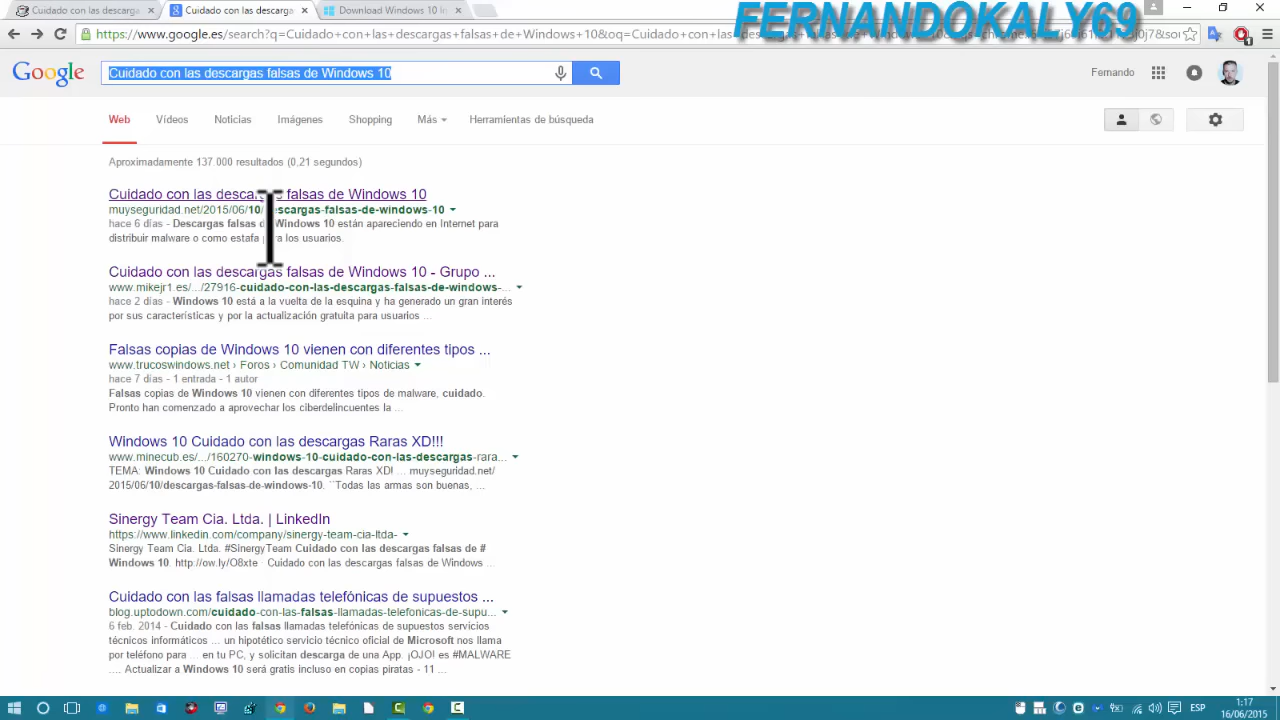 Cuidado con las descarga ×
Cuidado con las descarga ×
Download Windows 10 In ×
FERNANDOKALY69
https://www.google.es/search?q=Cuidado+con+las+descargas+falsas+de+Windows+10&oq=Cuidado+con+las+descargas+
Google
Cuidado con las descargas falsas de Windows 10
Fernando
Web Vídeos Noticias Imágenes Shopping Más Herramientas de búsqueda
Aproximadamente 137 000 resultados (0,21 segundos)
Cuidado con las descargas falsas de Windows 10
muyseguridad.net/2015/06/10/descargas-falsas-de-windows-10
hace 6 días - Descargas falsas de Windows 10 están apareciendo en Internet para
distribuir malware o como estafa para los usuarios.
Cuidado con las descargas falsas de Windows 10 - Grupo ...
www.mikejr1.es/.../27916-cuidado-con-las-descargas-falsas-de-windows-...
hace 2 días - Windows 10 está a la vuelta de la esquina y ha generado un gran interés
por sus características y por la actualización gratuita para usuarios ...
Falsas copias de Windows 10 vienen con diferentes tipos ...
www.trucoswindows.net › Foros › Comunidad TW › Noticias
hace 7 días - 1 entrada - 1 autor
Falsas copias de Windows 10 vienen con diferentes tipos de malware, cuidado.
Pronto han comenzado a aprovechar los ciberdelincuentes la ...
Windows 10 Cuidado con las descargas Raras XD!!!
www.minecub.es/.../160270-windows-10-cuidado-con-las-descargas-rara...
TEMA: Windows 10 Cuidado con las descargas Raras XD! ... muyseguridad.net/
2015/06/10/descargas-falsas-de-windows-10. ``Todas las armas son buenas, ...
Sinergy Team Cia. Ltda. | LinkedIn
https://www.linkedin.com/company/sinergy-team-cia-ltda-
Sinergy Team Cia. Ltda. #SinergyTeam Cuidado con las descargas falsas de #
Windows 10. http://ow.ly/O8xte · Cuidado con las descargas falsas de Windows ...
Cuidado con las falsas llamadas telefónicas de supuestos ...
blog.uptodown.com/cuidado-con-las-falsas-llamadas-telefonicas-de-supu...
6 feb. 2014 - Cuidado con las falsas llamadas telefónicas de supuestos servicios
técnicos informáticos ... un hipotético servicio técnico oficial de Microsoft nos llama
por teléfono para ... en tu PC, y solicitan descarga de una App. ¡OJO! es #MALWARE
.... Actualizar a Windows 10 será gratis incluso en copias piratas - 11 ...
ESP
1:17
16/06/2015